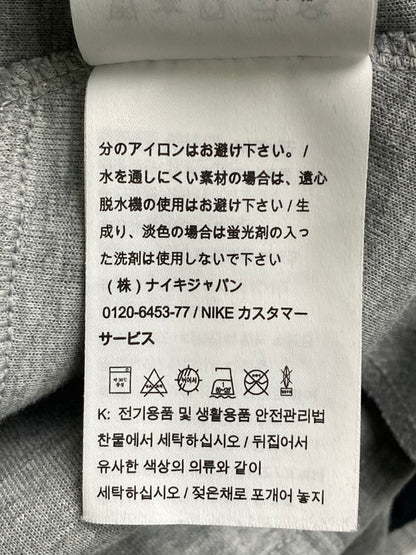 分のアイロンはお避け下さい。/
水を通しにくい素材の場合は、遠心
脱水機の使用はお避け下さい / 生
成り、淡色の場合は蛍光剤の入っ
た洗剤は使用しないで下さい
(株) ナイキジャパン
0120-6453-77 / NIKE カスタマー
サービス
K: 전기용품 및 생활용품 안전관리법
찬물에서 세탁하십시오 / 뒤집어서
유사한 색상의 의류와 같이
세탁하십시오 / 젖은채로 포개어 놓지